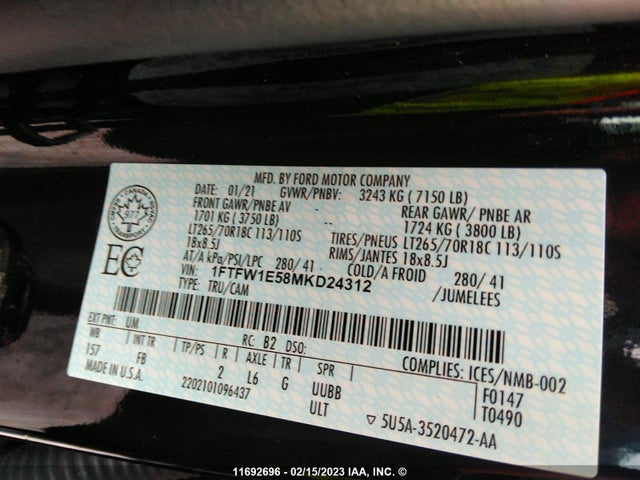 MFD. BY FORD MOTOR COMPANY
DATE: 01/21 GVWR/PNBV: 3243 KG ( 7150 LB)
FRONT GAWR/PNBE AV REAR GAWR/ PNBE AR
1701 KG ( 3750 LB) 1724 KG ( 3800 LB)
LT265/70R18C 113/110S TIRES/PNEUS LT265/70R18C 113/110S
18x8.5J RIMS/JANTES 18x8.5J
AT/A kPa/PSI/LPC 280/ 41 COLD/A FROID 280/ 41
VIN: 1FTFW1E58MKD24312 /JUMELEES
TYPE: TRU/CAM
CANADA
977
TRANSPORT
EC
EXT PNT: UM RC: B2 DSO:
WB INT TR TP/PS R AXLE TR SPR COMPLIES: ICES/NMB-002
157 FB 2 L6 G UUBB F0147
MADE IN U.S.A. 2202101096437 ULT T0490
▽ 5U5A-3520472-AA
11692696 - 02/15/2023 IAA, INC. ©